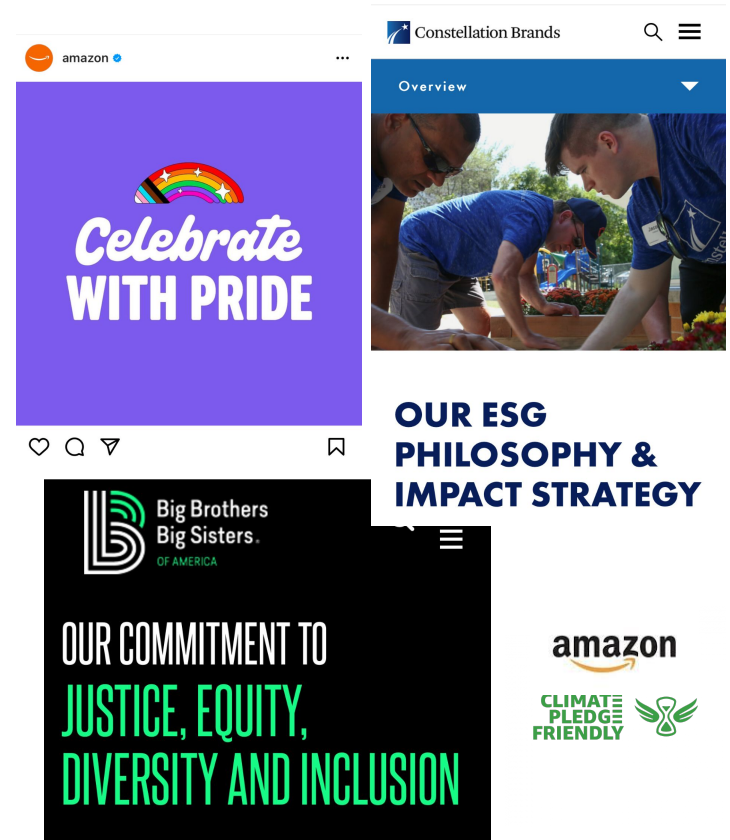 amazon
Celebrate
WITH PRIDE
Constellation Brands
Overview
OUR ESG
PHILOSOPHY &
IMPACT STRATEGY
Big Brothers
Big Sisters.
OF AMERICA
OUR COMMITMENT TO
JUSTICE, EQUITY,
DIVERSITY AND INCLUSION
amazon
CLIMATE
PLEDGE
FRIENDLY